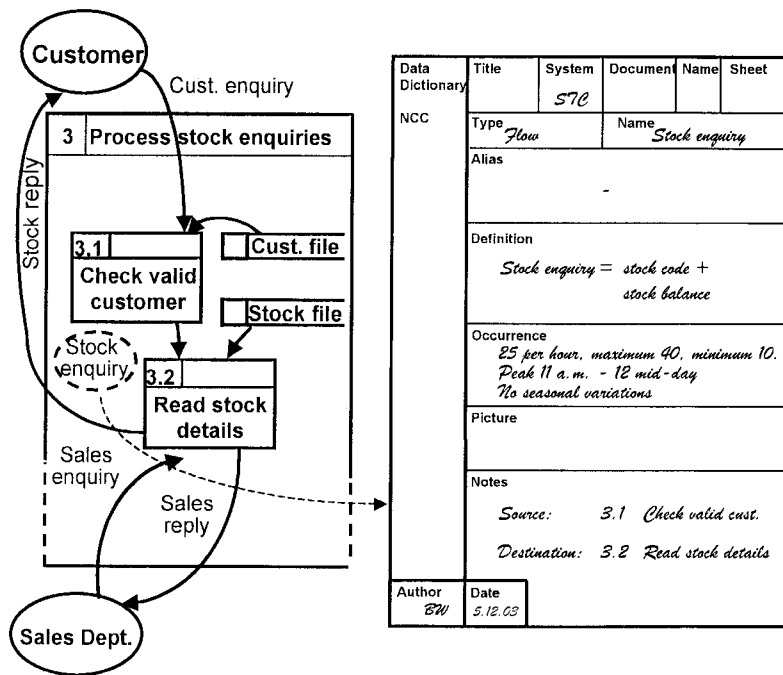 Customer
Cust. enquiry
3 Process stock enquiries
Stock reply
3.1
Check valid
customer
Cust. file
Stock file
Stock
enquiry
3.2
Read stock
details
Sales
enquiry
Sales
reply
Sales Dept.
Data
Dictionary
NCC
Title
System
STC
Document
Name
Sheet
Type
Flow
Name
Stock enquiry
Alias
-
Definition
Stock enquiry = stock code +
stock balance
Occurrence
25 per hour, maximum 40, minimum 10.
Peak 11 a.m. - 12 mid-day
No seasonal variations
Picture
Notes
Source: 3.1 Check valid cust.
Destination: 3.2 Read stock details
Author
BW
Date
5.12.03